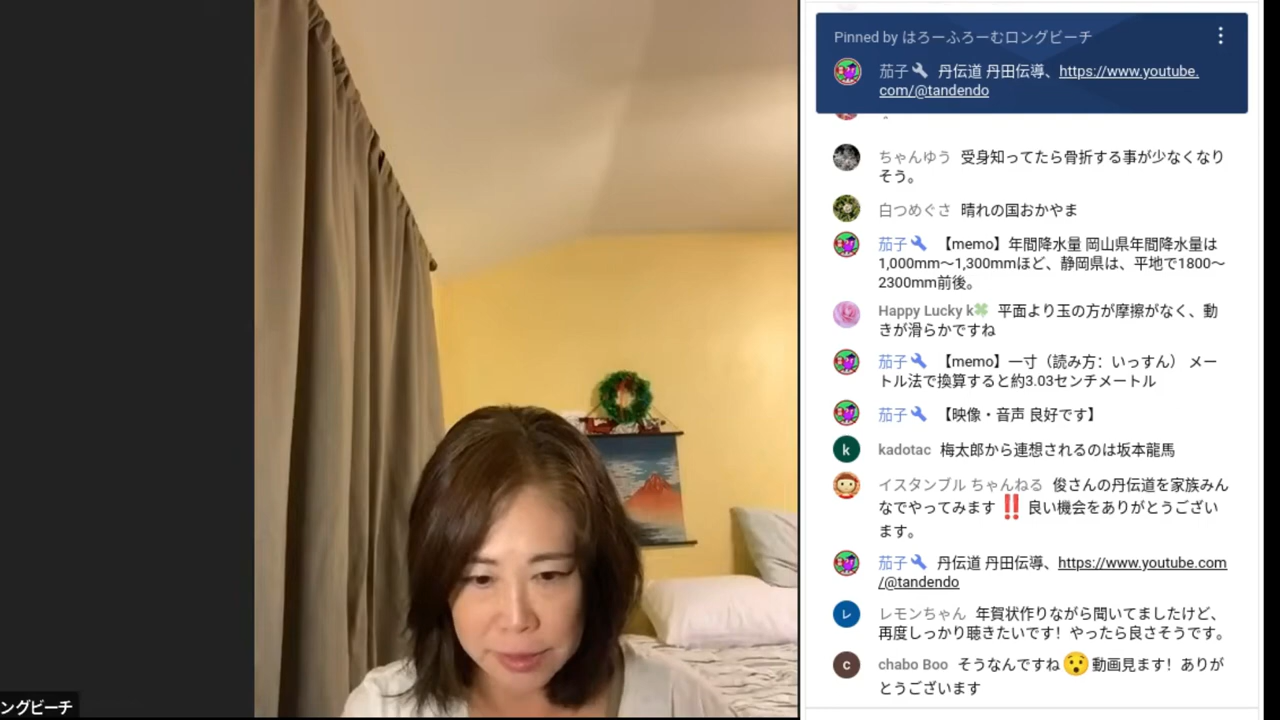 Pinned by はろーふろーむロングビーチ
茄子 丹伝道 丹田伝導、https://www.youtube.
com/@tandendo
ちゃんゆう 受身知ってたら骨折する事が少なくなり
そう。
白つめぐさ 晴れの国おかやま
茄子 【memo】年間降水量 岡山県年間降水量は
1,000mm〜1,300mmほど、静岡県は、平地で1800〜
2300mm前後。
Happy Lucky k🍀 平面より玉の方が摩擦がなく、動
きが滑らかですね
茄子 【memo】一寸（読み方：いっすん） メー
トル法で換算すると約3.03センチメートル
茄子 【映像・音声 良好です】
k kadotac 梅太郎から連想されるのは坂本龍馬
イスタンブル ちゃんねる 俊さんの丹伝道を家族みん
なでやってみます ‼️ 良い機会をありがとうござい
ます。
茄子 丹伝道 丹田伝導、https://www.youtube.com
/@tandendo
レ レモンちゃん 年賀状作りながら聞いてましたけど、
再度しっかり聴きたいです！やったら良さそうです。
c chabo Boo そうなんですね 😯 動画見ます！ありが
とうございます
ングビーチ